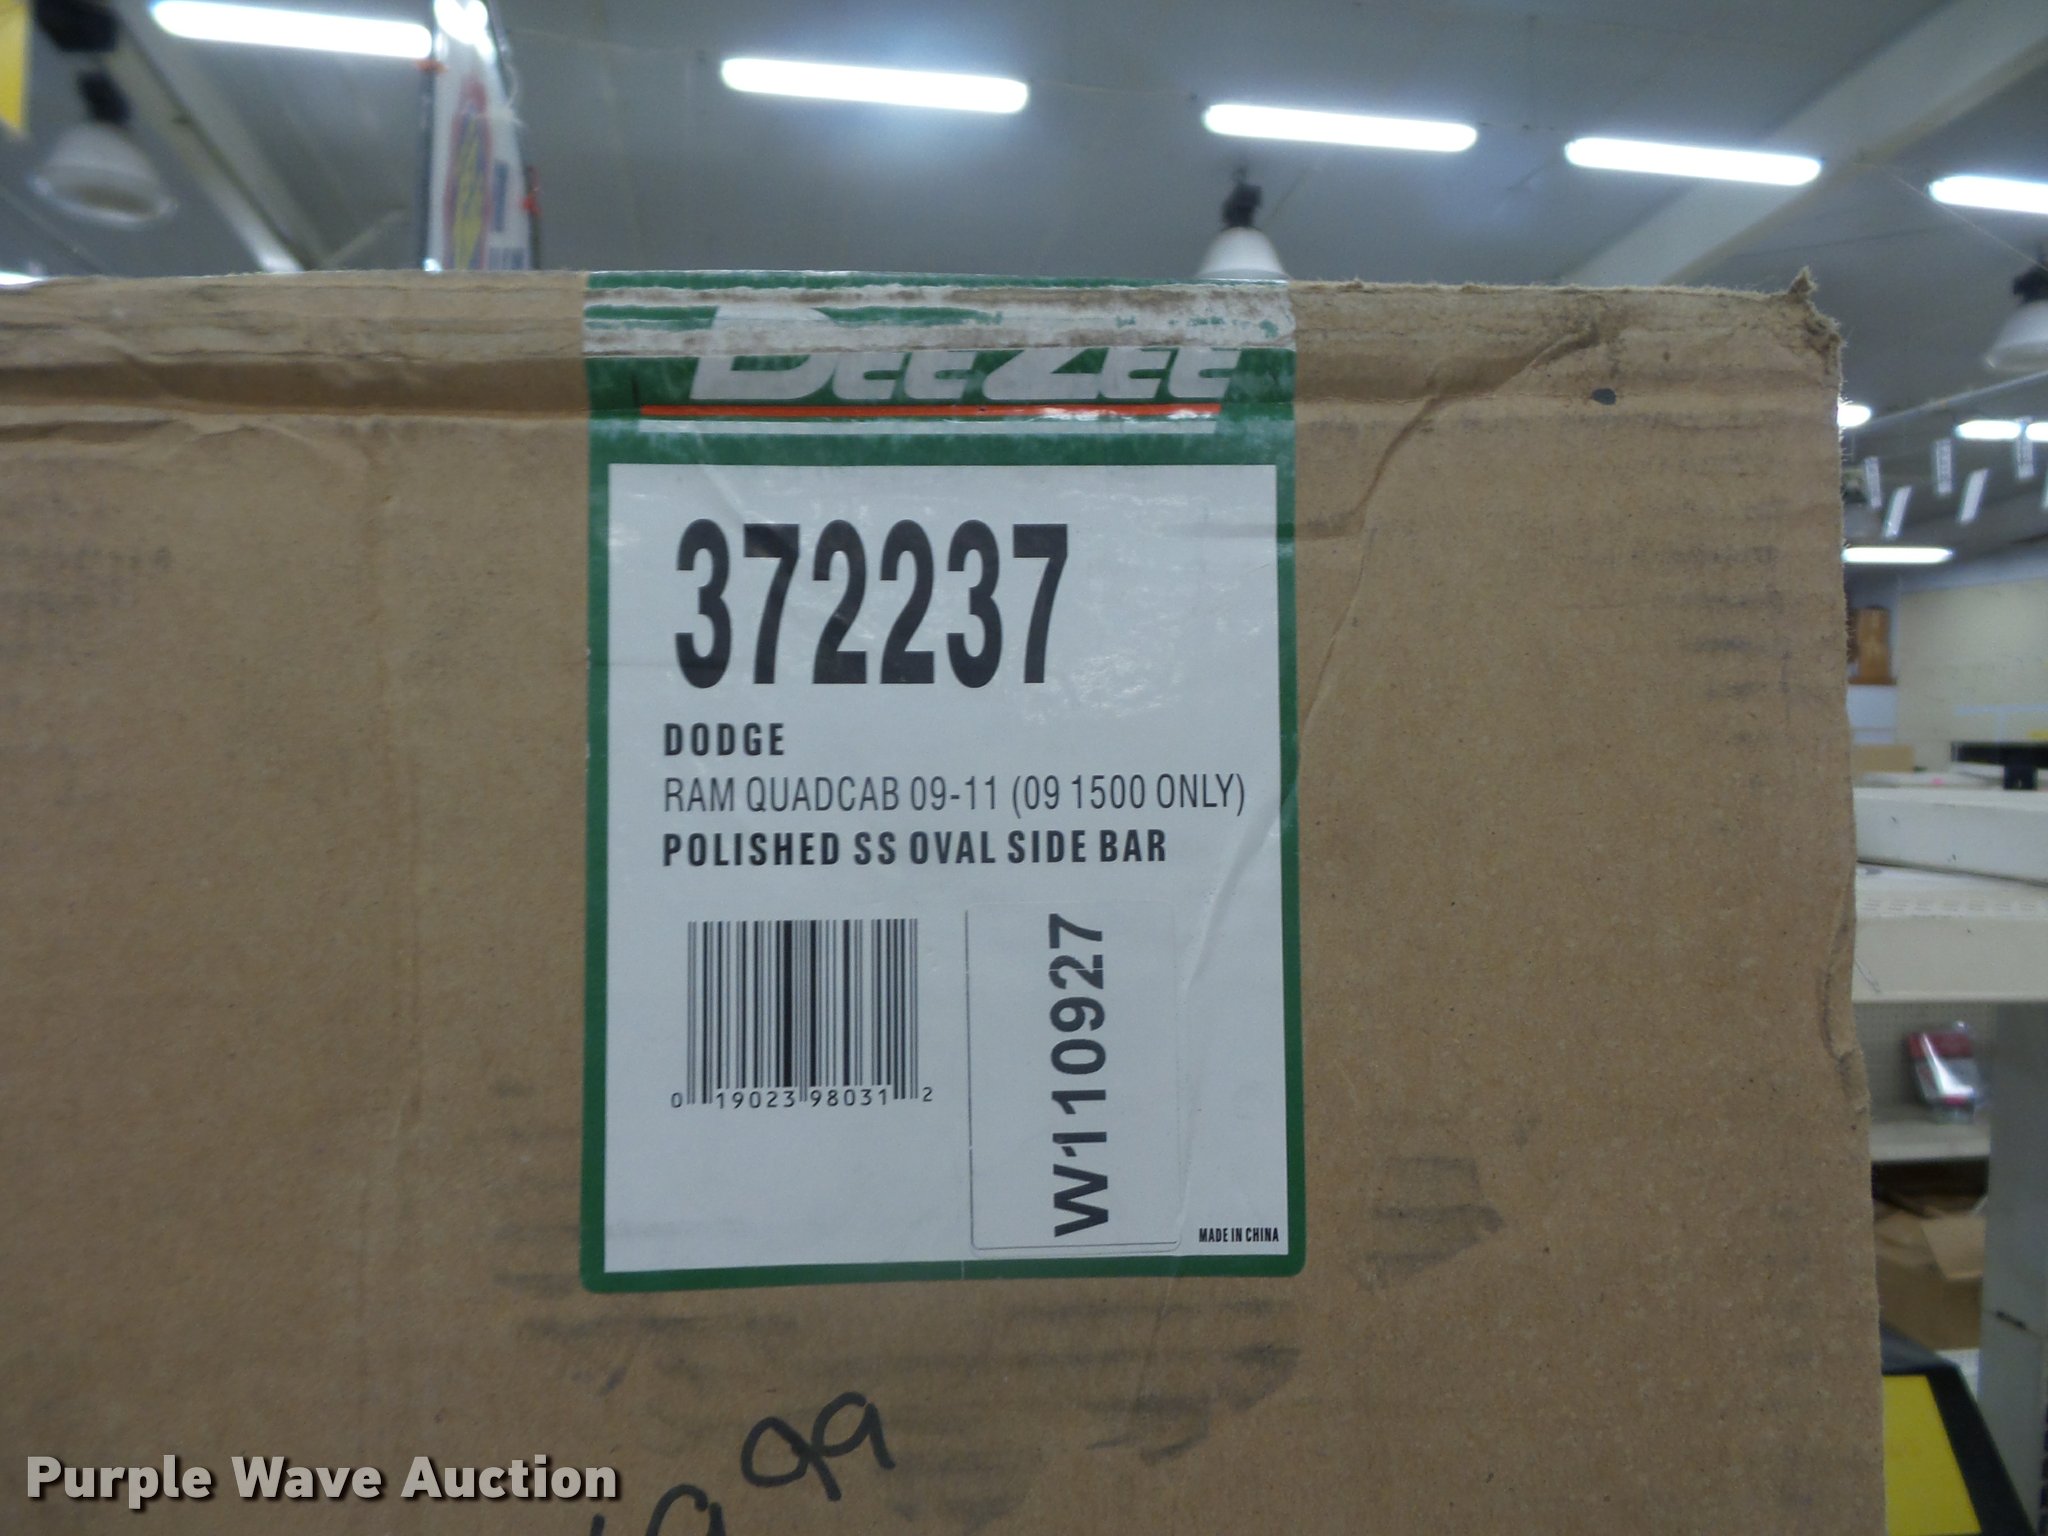 DeeZee
372237
DODGE
RAM QUADCAB 09-11 (09 1500 ONLY)
POLISHED SS OVAL SIDE BAR
0 19023 98031 2
W110927
MADE IN CHINA
99
Purple Wave Auction